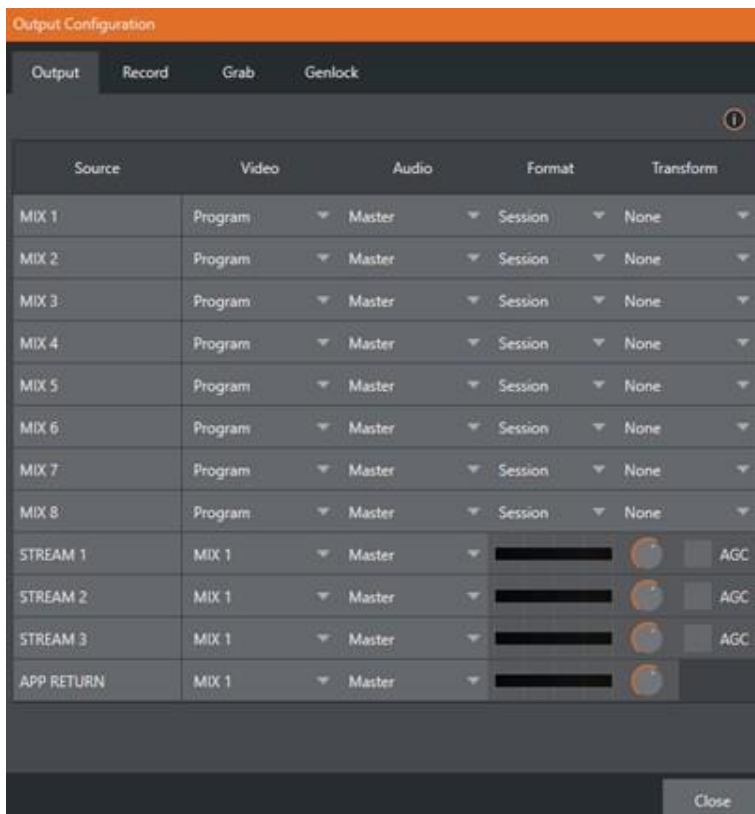 Output Configuration
Output Record Grab Genlock
Source Video Audio Format Transform
MIX 1 Program Master Session None
MIX 2 Program Master Session None
MIX 3 Program Master Session None
MIX 4 Program Master Session None
MIX 5 Program Master Session None
MIX 6 Program Master Session None
MIX 7 Program Master Session None
MIX 8 Program Master Session None
STREAM 1 MIX 1 Master AGC
STREAM 2 MIX 1 Master AGC
STREAM 3 MIX 1 Master AGC
APP RETURN MIX 1 Master
Close